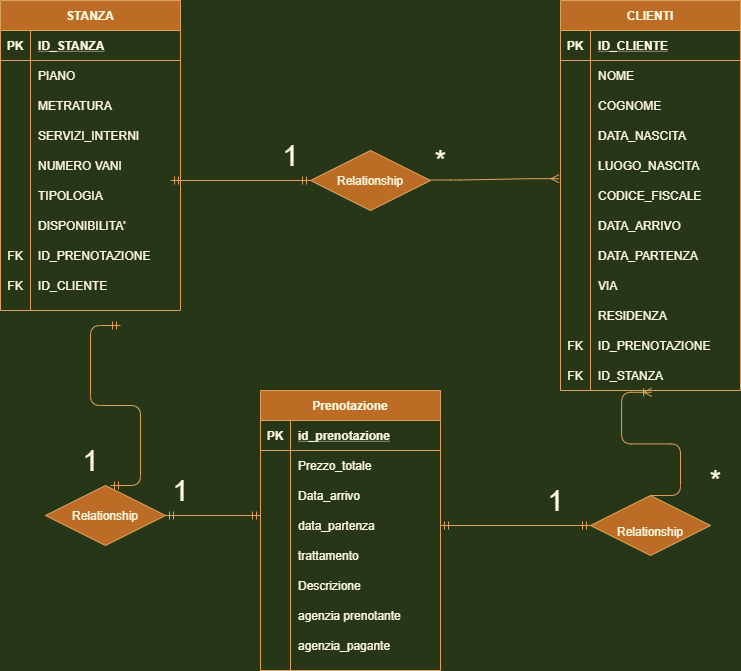 STANZA
PK ID_STANZA
PIANO
METRATURA
SERVIZI_INTERNI
NUMERO VANI
TIPOLOGIA
DISPONIBILITA'
FK ID_PRENOTAZIONE
FK ID_CLIENTE
1
Relationship
*
CLIENTI
PK ID_CLIENTE
NOME
COGNOME
DATA_NASCITA
LUOGO_NASCITA
CODICE_FISCALE
DATA_ARRIVO
DATA_PARTENZA
VIA
RESIDENZA
FK ID_PRENOTAZIONE
FK ID_STANZA
1
Relationship
1
Prenotazione
PK id_prenotazione
Prezzo_totale
Data_arrivo
data_partenza
trattamento
Descrizione
agenzia prenotante
agenzia_pagante
1
Relationship
*